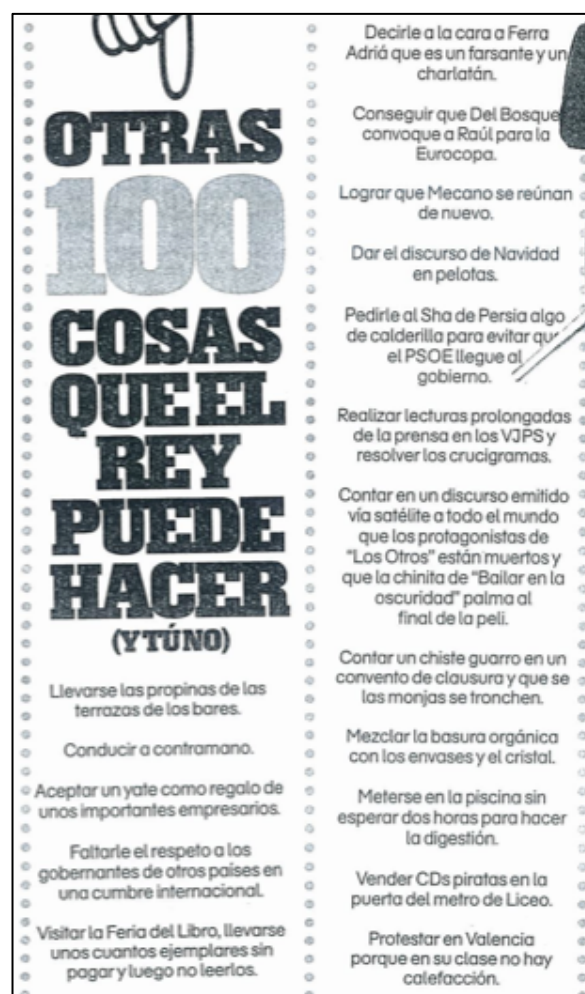 OTRAS
100
COSAS
QUE EL
REY
PUEDE
HACER
(Y TÚ NO)
Llevarse las propinas de las
terrazas de los bares.
Conducir a contramano.
Aceptar un yate como regalo de
unos importantes empresarios.
Faltarle el respeto a los
gobernantes de otros países en
una cumbre internacional.
Visitar la Feria del Libro, llevarse
unos cuantos ejemplares sin
pagar y luego no leerlos.
Decirle a la cara a Ferra
Adriá que es un farsante y un
charlatán.
Conseguir que Del Bosque
convoque a Raúl para la
Eurocopa.
Lograr que Mecano se reúnan
de nuevo.
Dar el discurso de Navidad
en pelotas.
Pedirle al Sha de Persia algo
de calderilla para evitar que
el PSOE llegue al
gobierno.
Realizar lecturas prolongadas
de la prensa en los VJPS y
resolver los crucigramas.
Contar en un discurso emitido
vía satélite a todo el mundo
que los protagonistas de
"Los Otros" están muertos y
que la chinita de "Bailar en la
oscuridad" palma al
final de la peli.
Contar un chiste guarro en un
convento de clausura y que se
las monjas se tronchen.
Mezclar la basura orgánica
con los envases y el cristal.
Meterse en la piscina sin
esperar dos horas para hacer
la digestión.
Vender CDs piratas en la
puerta del metro de Liceo.
Protestar en Valencia
porque en su clase no hay
calefacción.